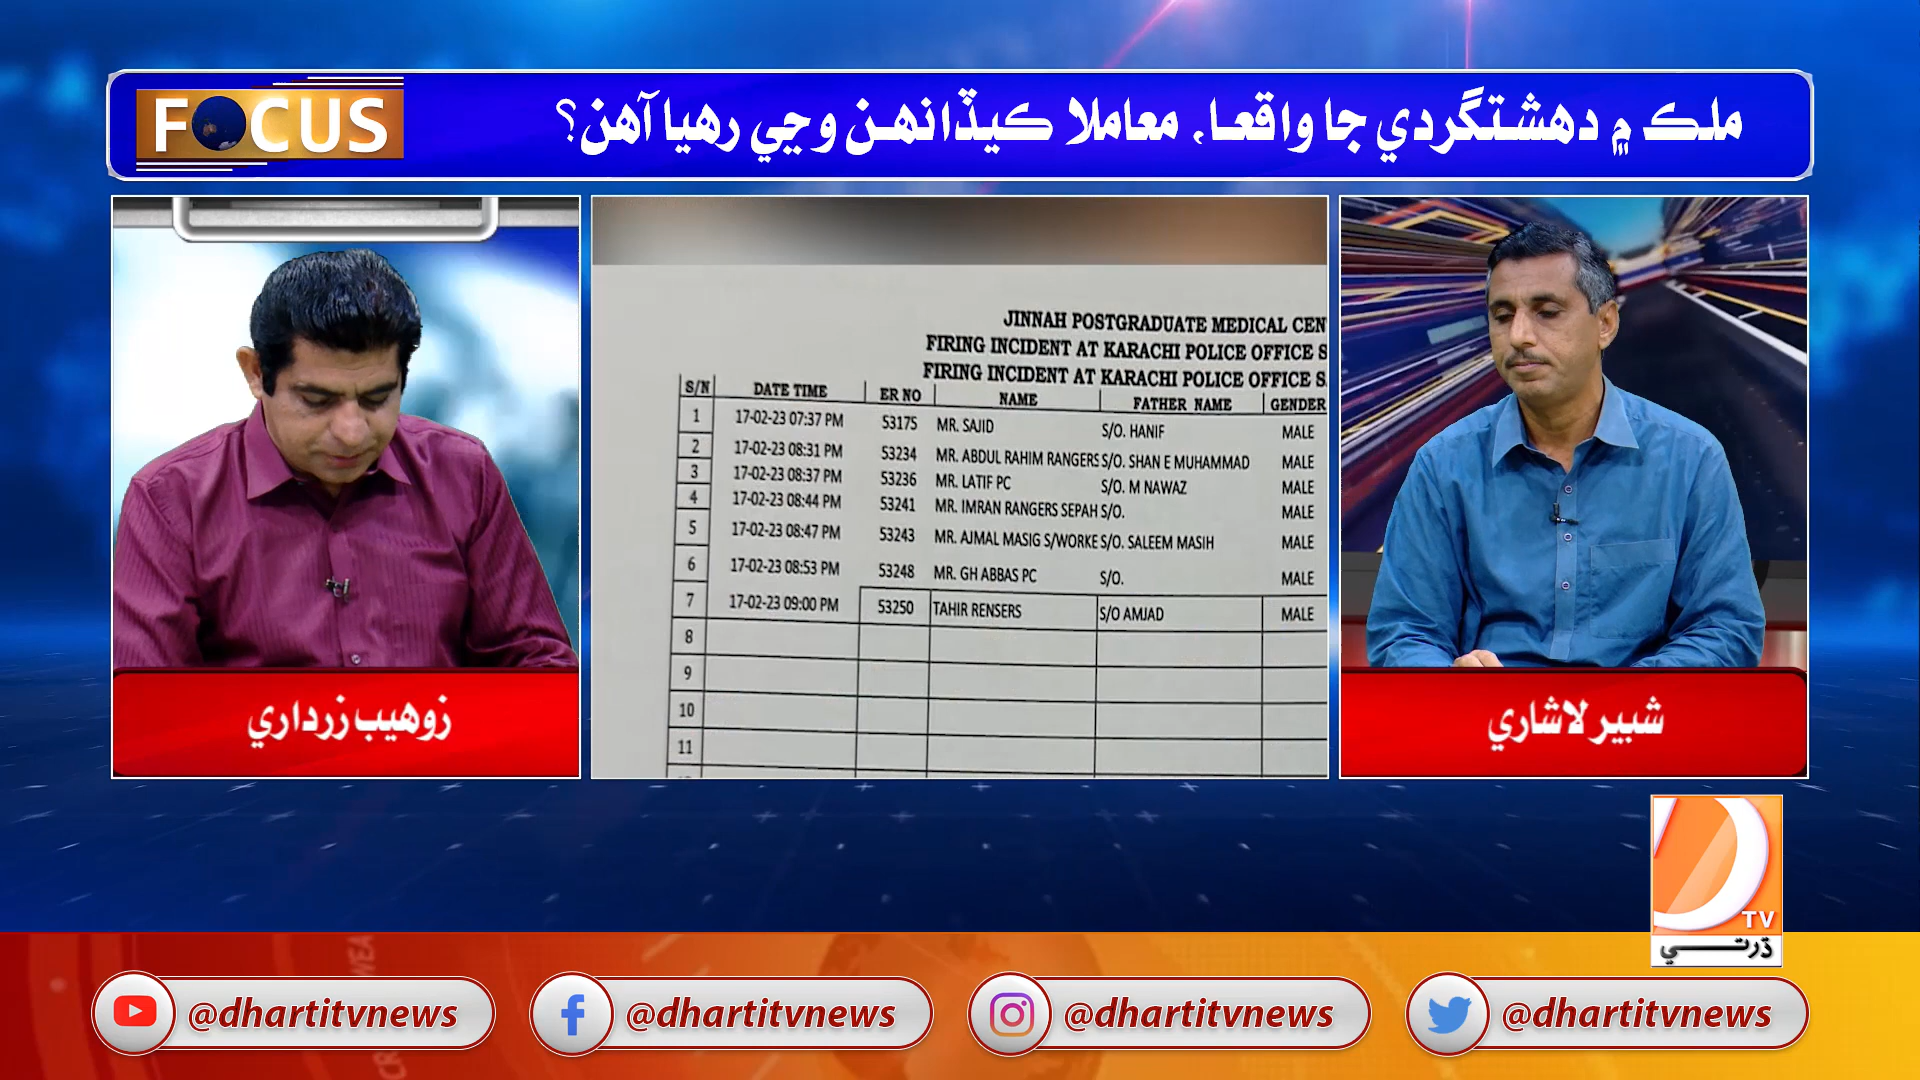 FOCUS
ملڪ ۾ دهشتگردي جا واقعا، معاملا ڪيڏانهن وڃي رهيا آهن؟
JINNAH POSTGRADUATE MEDICAL CEN
FIRING INCIDENT AT KARACHI POLICE OFFICE S
FIRING INCIDENT AT KARACHI POLICE OFFICE S
S/N DATE TIME ER NO NAME FATHER NAME GENDER
1 17-02-23 07:37 PM 53175 MR. SAJID S/O. HANIF MALE
2 17-02-23 08:31 PM 53234 MR. ABDUL RAHIM RANGERS S/O. SHAN E MUHAMMAD MALE
3 17-02-23 08:37 PM 53236 MR. LATIF PC S/O. M NAWAZ MALE
4 17-02-23 08:44 PM 53241 MR. IMRAN RANGERS SEPAH S/O. MALE
5 17-02-23 08:47 PM 53243 MR. AJMAL MASIG S/WORKE S/O. SALEEM MASIH MALE
6 17-02-23 08:53 PM 53248 MR. GH ABBAS PC S/O. MALE
7 17-02-23 09:00 PM 53250 TAHIR RENSERS S/O AMJAD MALE
8
9
10
11
زوهيب زرداري
شبير لاشاري
TV
ڌرتي
@dhartitvnews @dhartitvnews @dhartitvnews @dhartitvnews